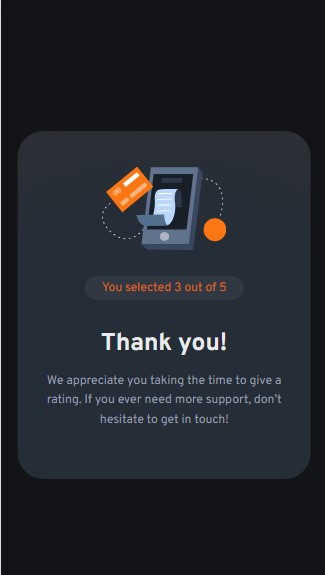 You selected 3 out of 5
Thank you!
We appreciate you taking the time to give a
rating. If you ever need more support, don't
hesitate to get in touch!